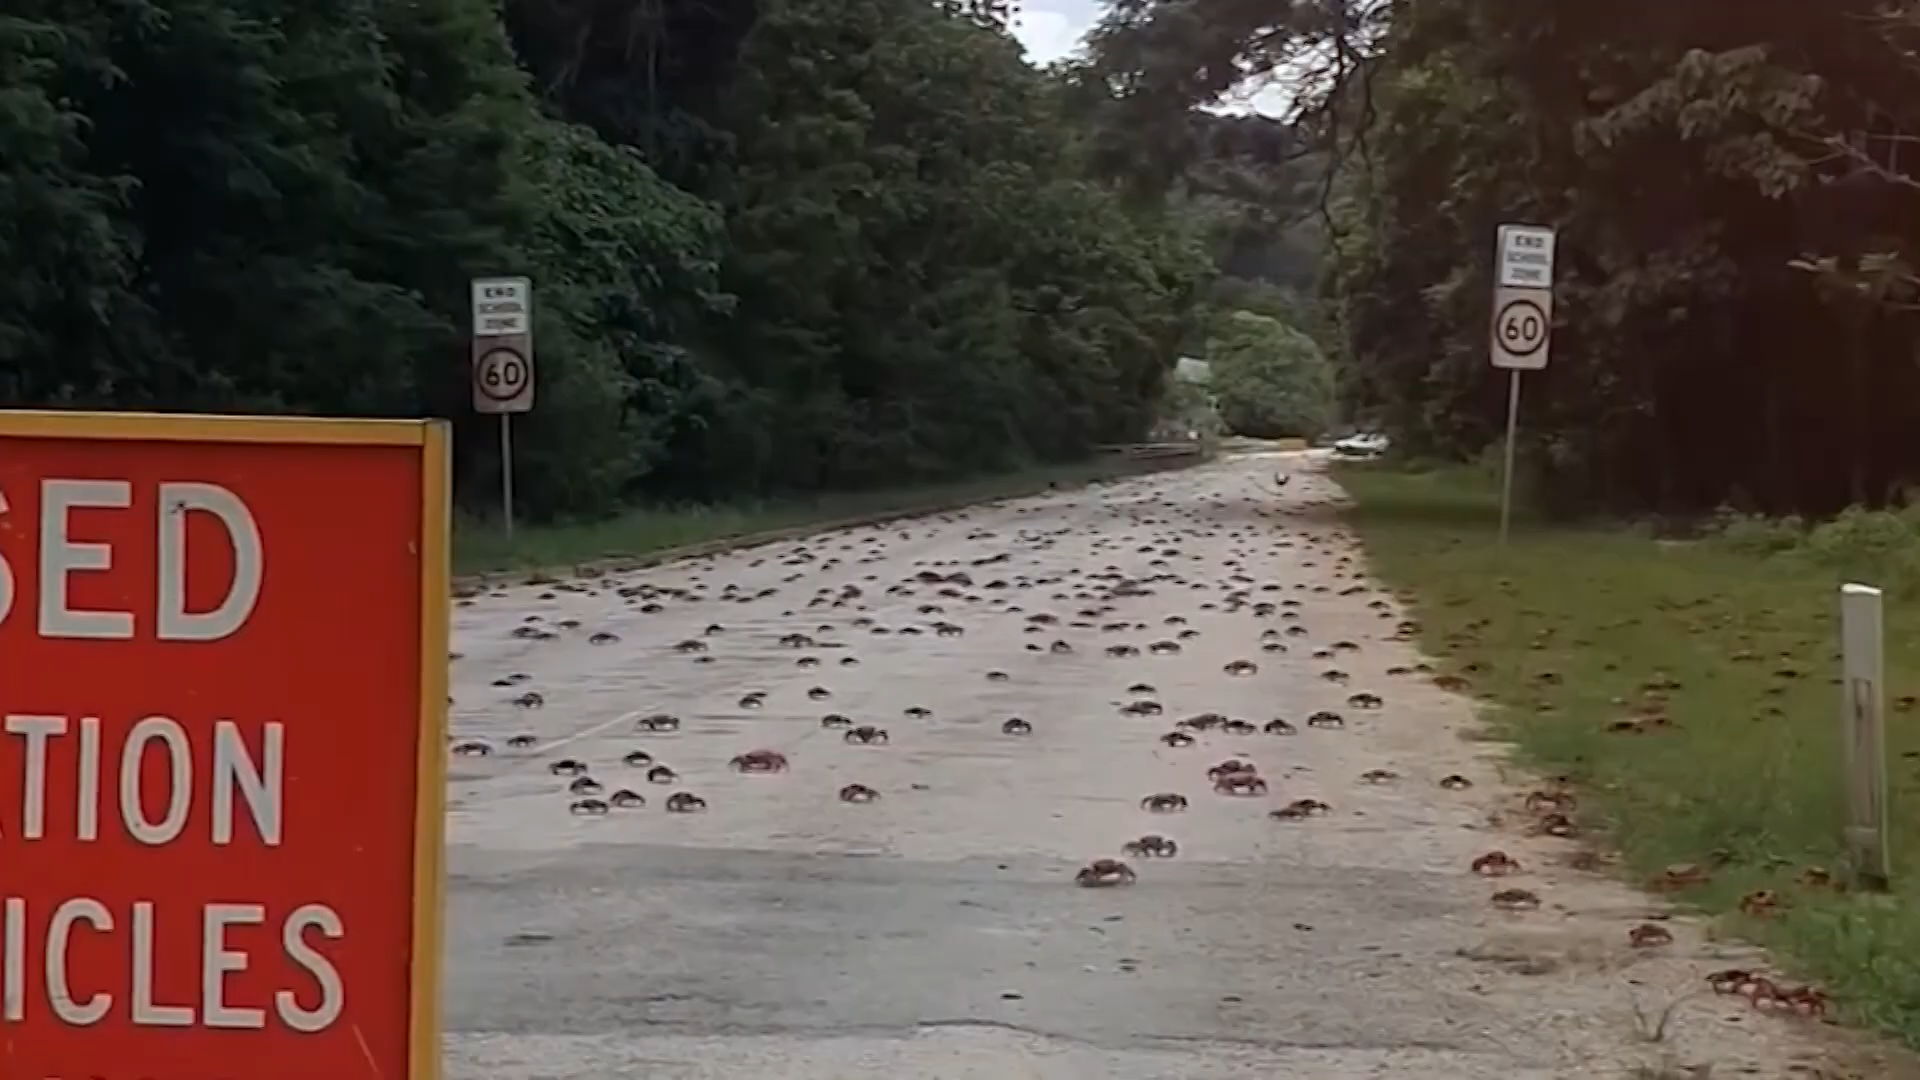 SED
TION
ICLES
END
SCHOOL
ZONE
60
END
SCHOOL
ZONE
60